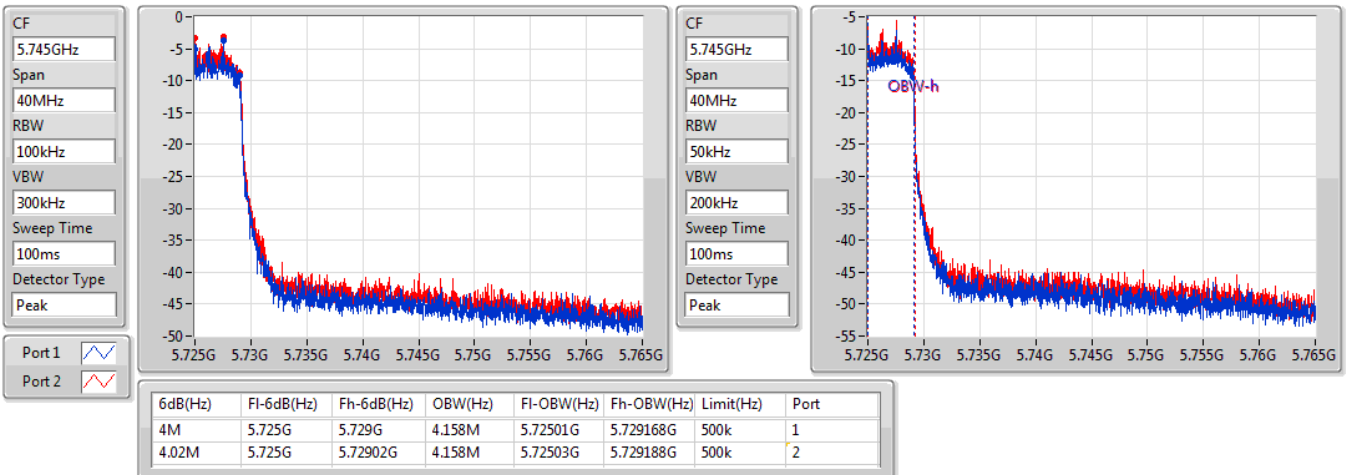 CF
5.745GHz
Span
40MHz
RBW
100kHz
VBW
300kHz
Sweep Time
100ms
Detector Type
Peak
Port 1
Port 2
0
-5
-10
-15
-20
-25
-30
-35
-40
-45
-50
5.725G 5.73G 5.735G 5.74G 5.745G 5.75G 5.755G 5.76G 5.765G
CF
5.745GHz
Span
40MHz
RBW
50kHz
VBW
200kHz
Sweep Time
100ms
Detector Type
Peak
-5
-10
-15
-20
-25
-30
-35
-40
-45
-50
-55
OBW-h
5.725G 5.73G 5.735G 5.74G 5.745G 5.75G 5.755G 5.76G 5.765G
6dB(Hz) Fl-6dB(Hz) Fh-6dB(Hz) OBW(Hz) Fl-OBW(Hz) Fh-OBW(Hz) Limit(Hz) Port
4M 5.725G 5.729G 4.158M 5.72501G 5.729168G 500k 1
4.02M 5.725G 5.72902G 4.158M 5.72503G 5.729188G 500k 2